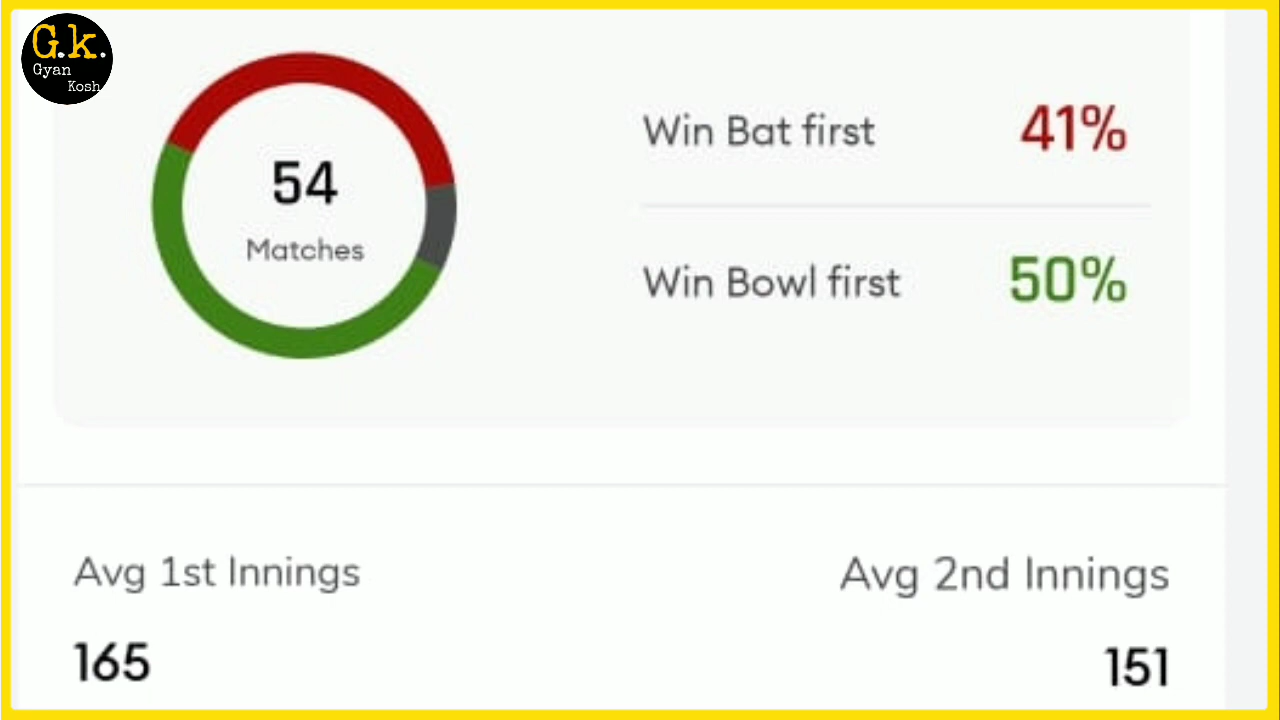 G.k.
Gyan
Kosh
54
Matches
Win Bat first 41%
Win Bowl first 50%
Avg 1st Innings
165
Avg 2nd Innings
151